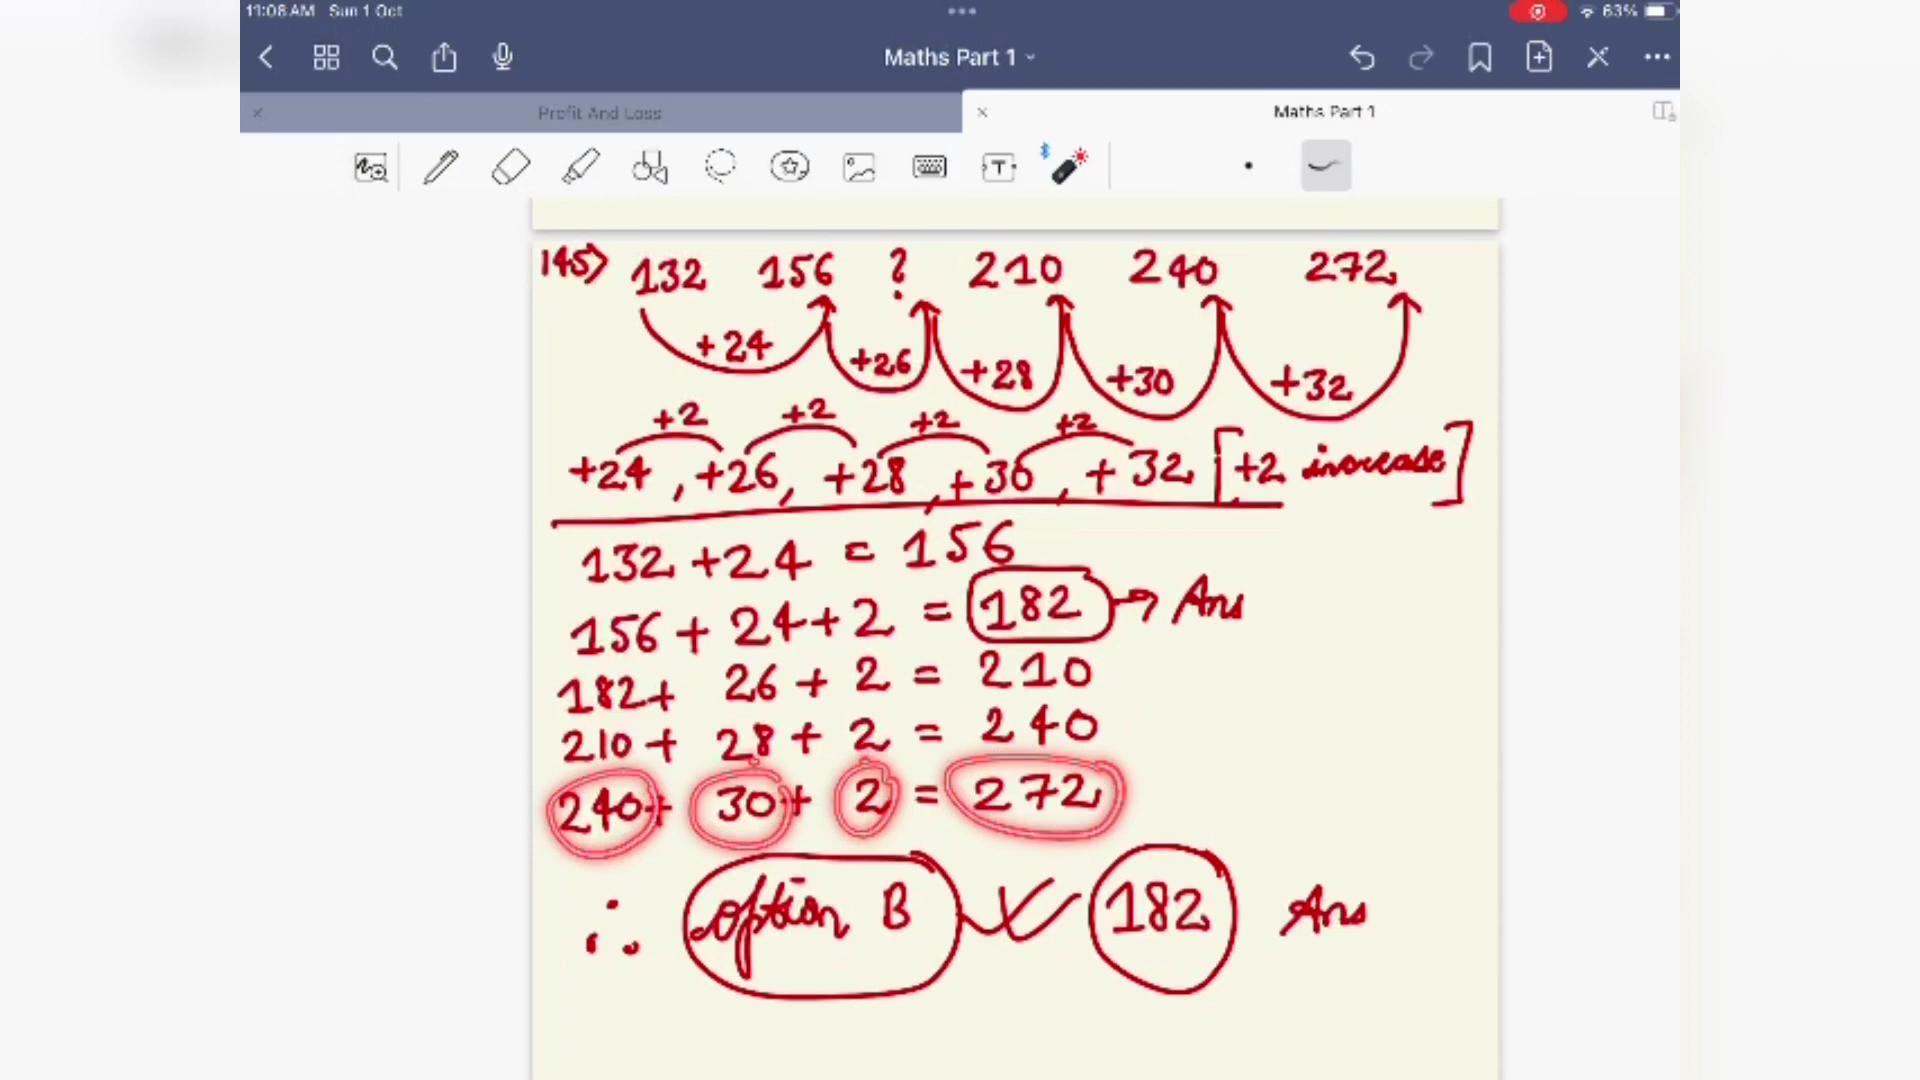 11:08 AM Sun 1 Oct
63%
Maths Part 1
Profit And Loss
Maths Part 1
T
145) 132 156 ? 210 240 272
+24 +26 +28 +30 +32
+2 +2 +2 +2
+24, +26, +28, +30, +32 [+2 increase]
132 + 24 = 156
156 + 24 + 2 = 182 → Ans
182 + 26 + 2 = 210
210 + 28 + 2 = 240
240 + 30 + 2 = 272
∴ option B 182 Ans